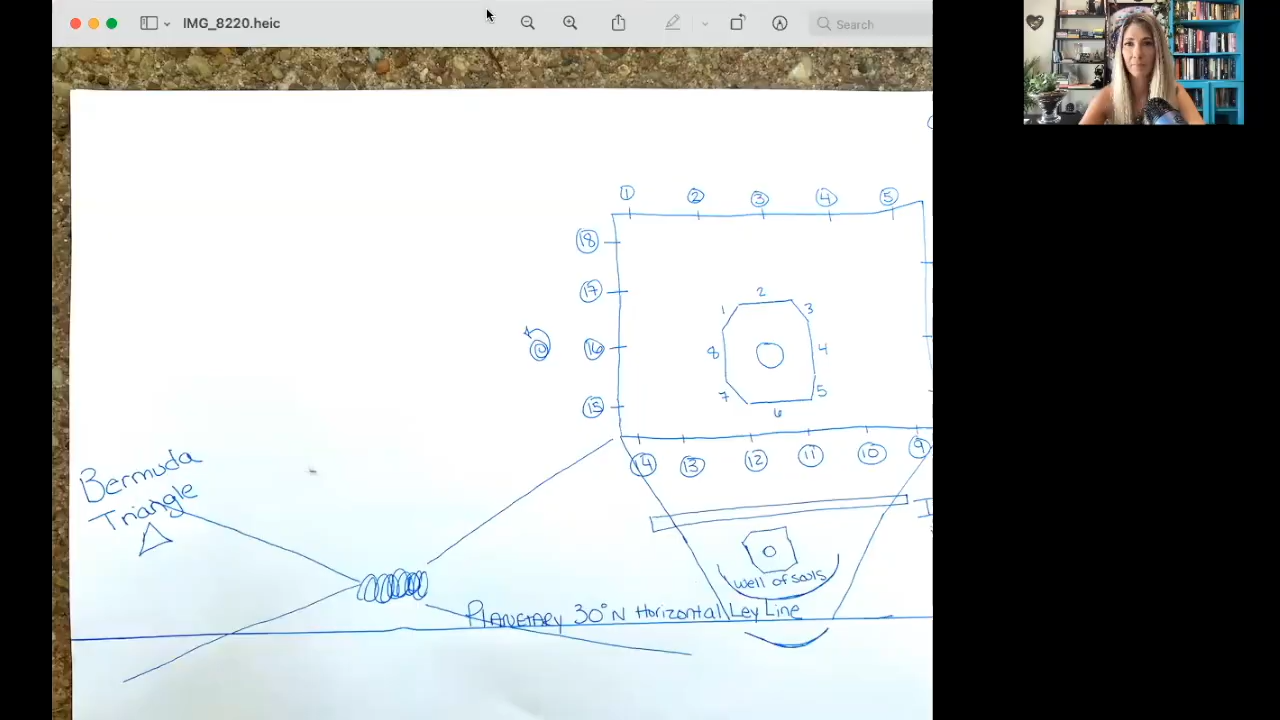 IMG_8220.heic
Search
1 2 3 4 5
18
17
16
15
14 13 12 11 10 9
2
1 3
8 4
7 5
6
Bermuda
Triangle
well of souls
PLANETARY 30°N Horizontal Ley Line